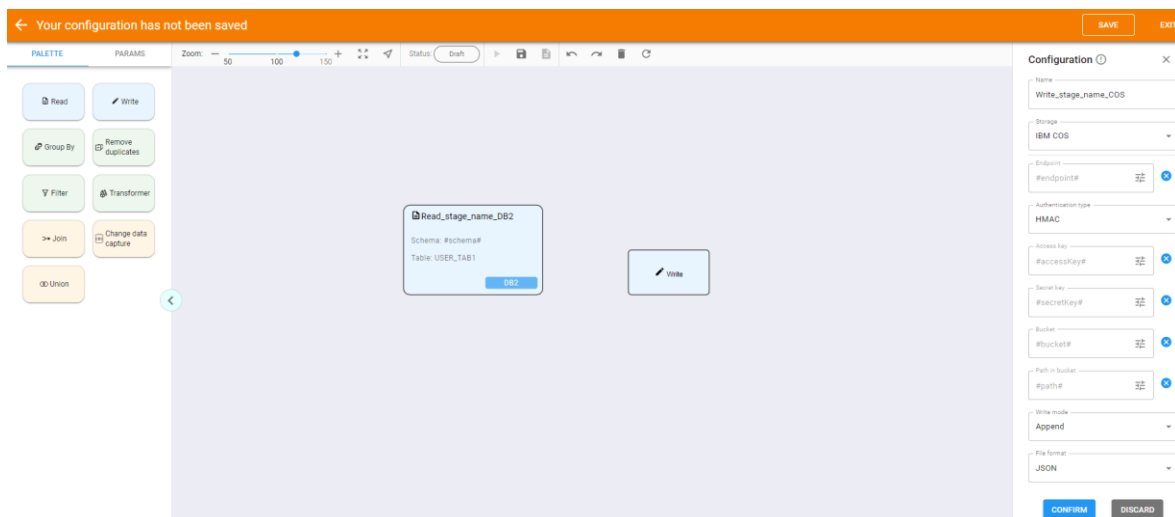 Your configuration has not been saved
SAVE
EXIT
PALETTE
PARAMS
Zoom:
50
100
150
Status:
Draft
Read
Write
Group By
Remove
duplicates
Filter
Transformer
Join
Change data
capture
Union
Read_stage_name_DB2
Schema: #schema#
Table: USER_TAB1
DB2
Write
Configuration
Name
Write_stage_name_COS
Storage
IBM COS
Endpoint
#endpoint#
Authentication type
HMAC
Access key
#accessKey#
Secret key
#secretKey#
Bucket
#bucket#
Path in bucket
#path#
Write mode
Append
File format
JSON
CONFIRM
DISCARD